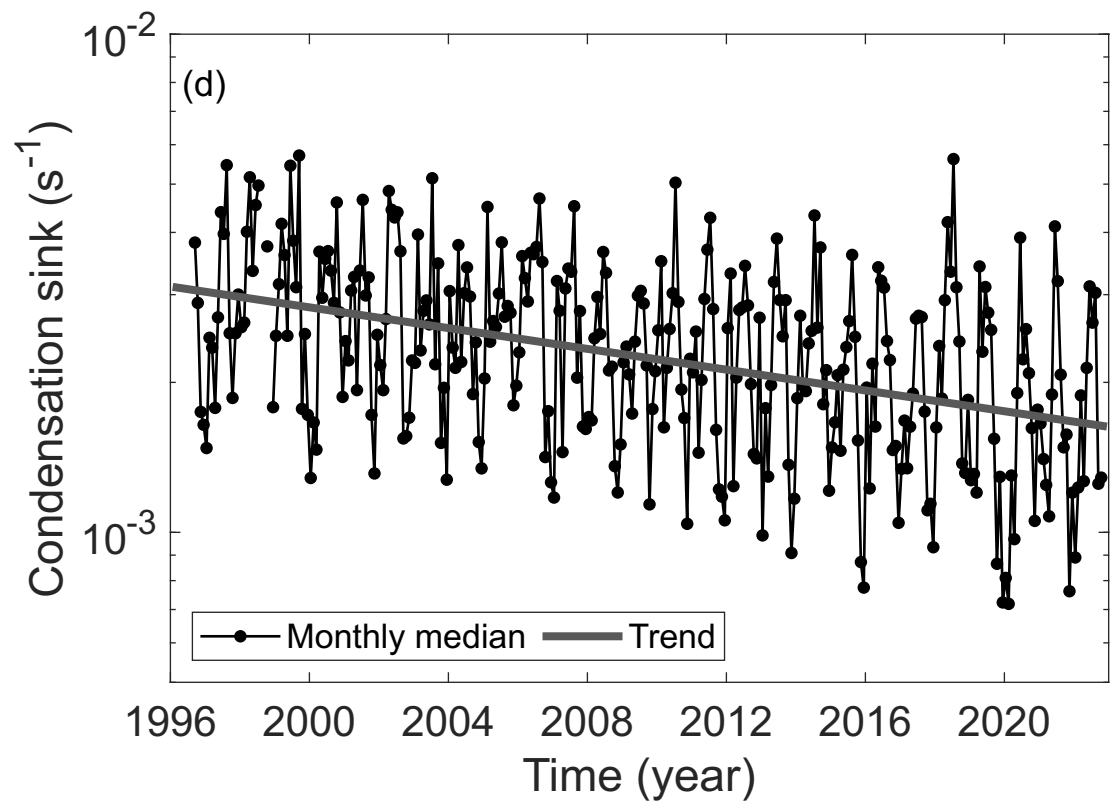 10^-2
(d)
Condensation sink (s^-1)
10^-3
Monthly median Trend
1996 2000 2004 2008 2012 2016 2020
Time (year)